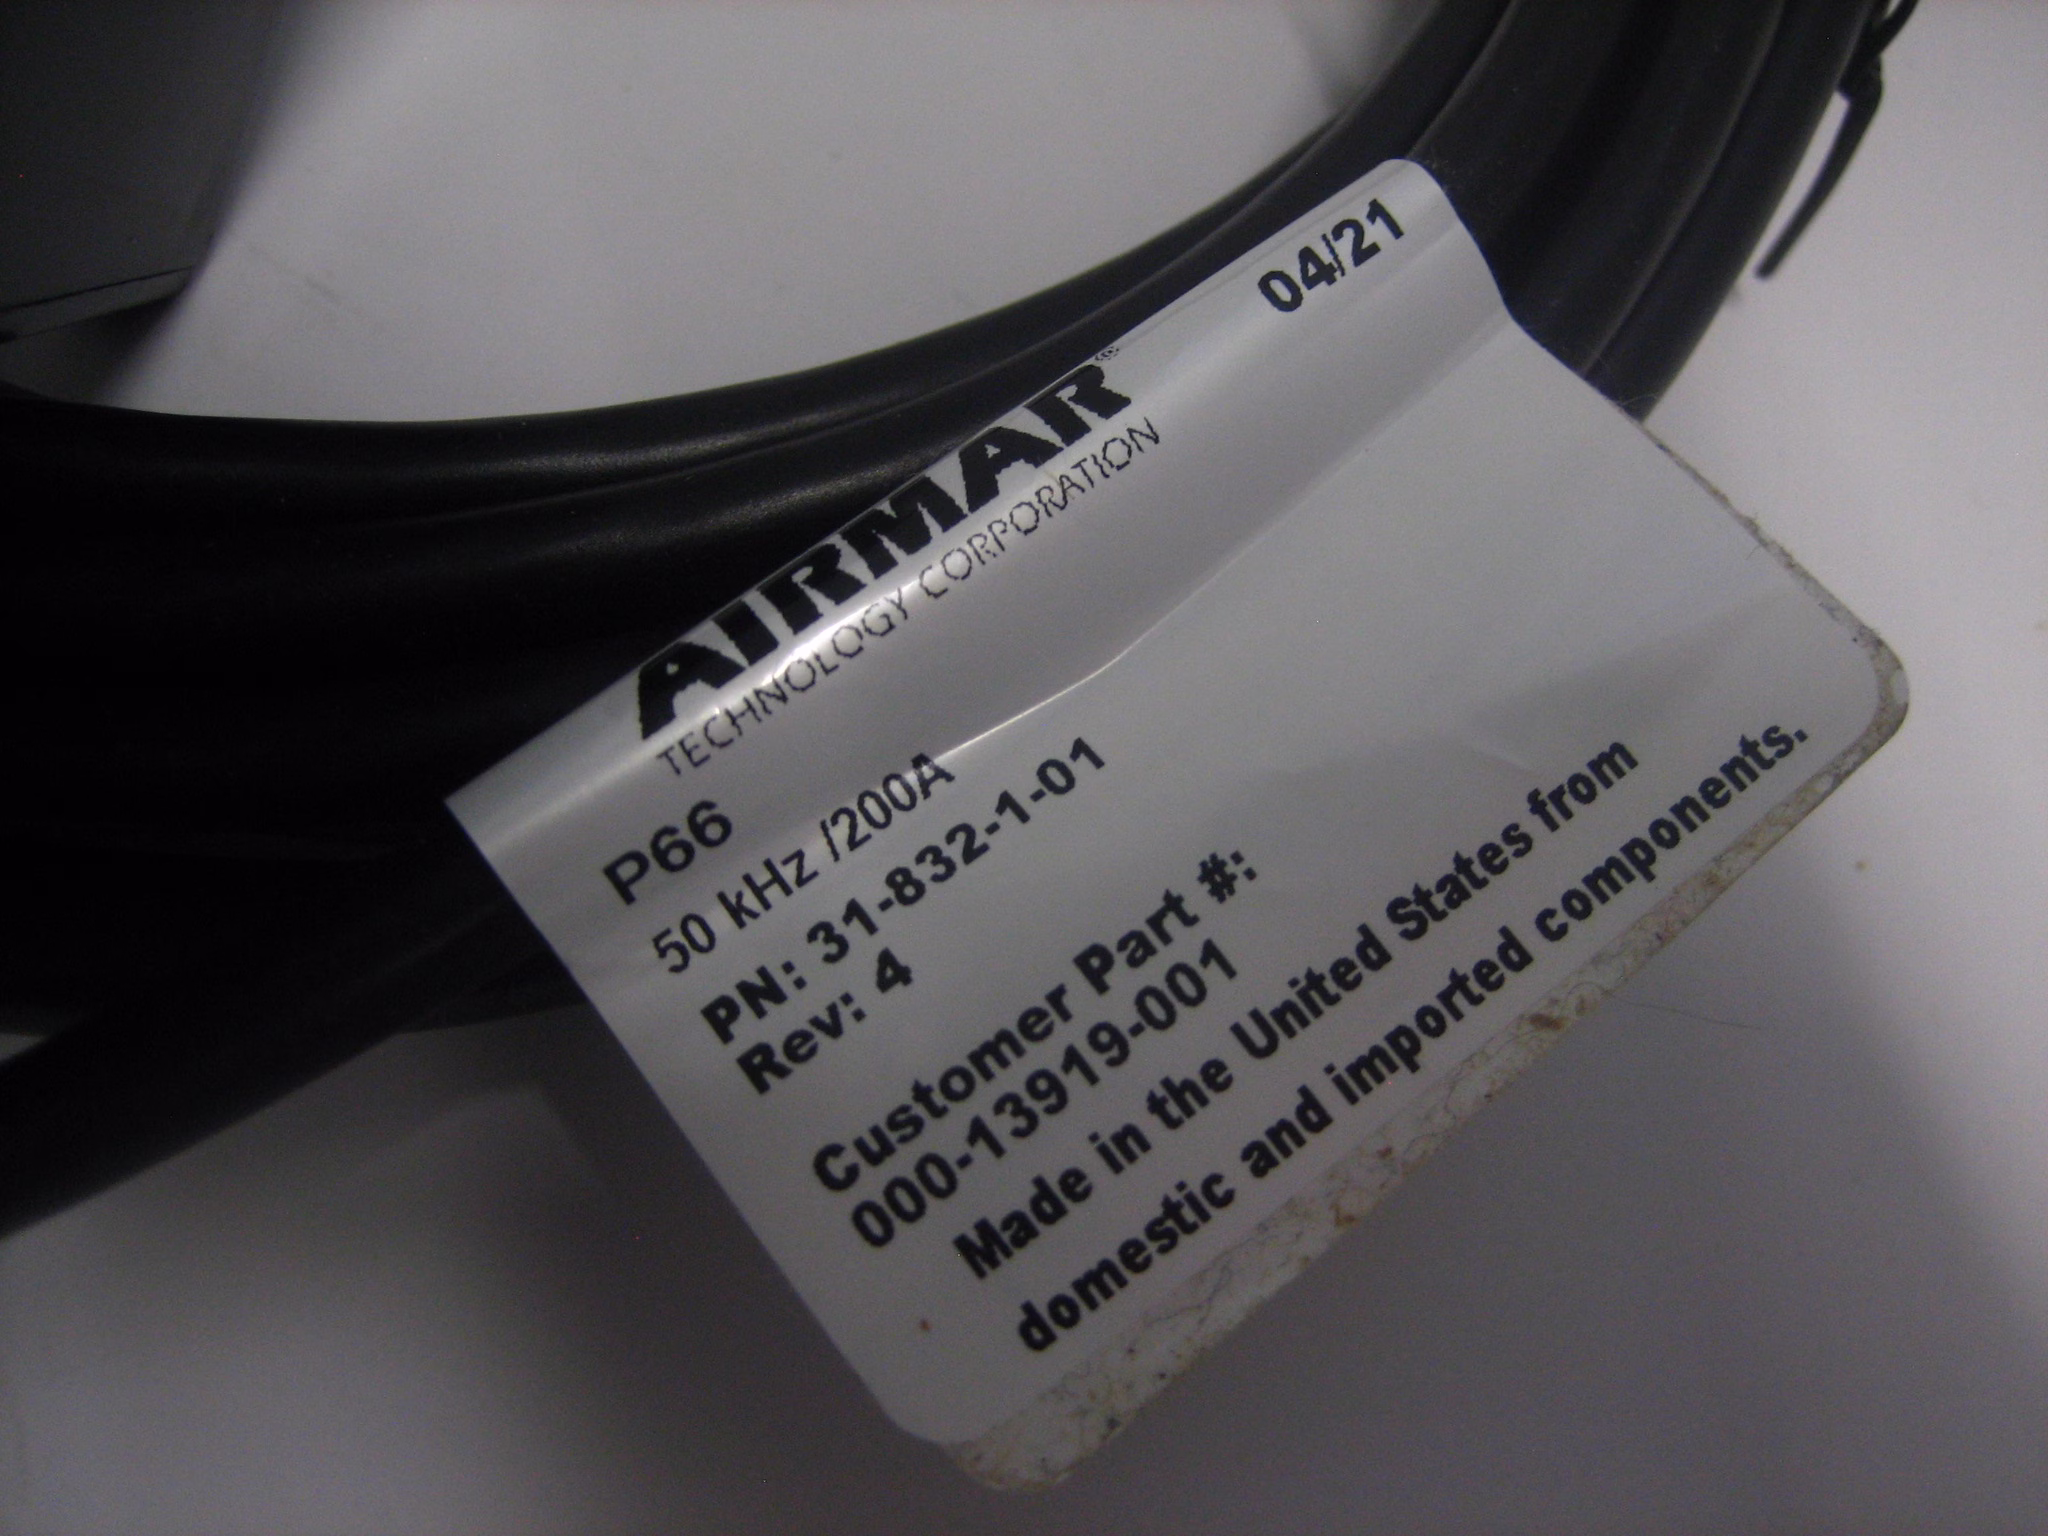 04/21
AIRMAR®
TECHNOLOGY CORPORATION
P66
50 kHz /200A
PN: 31-832-1-01
Rev: 4
Customer Part #:
000-13919-001
Made in the United States from
domestic and imported components.